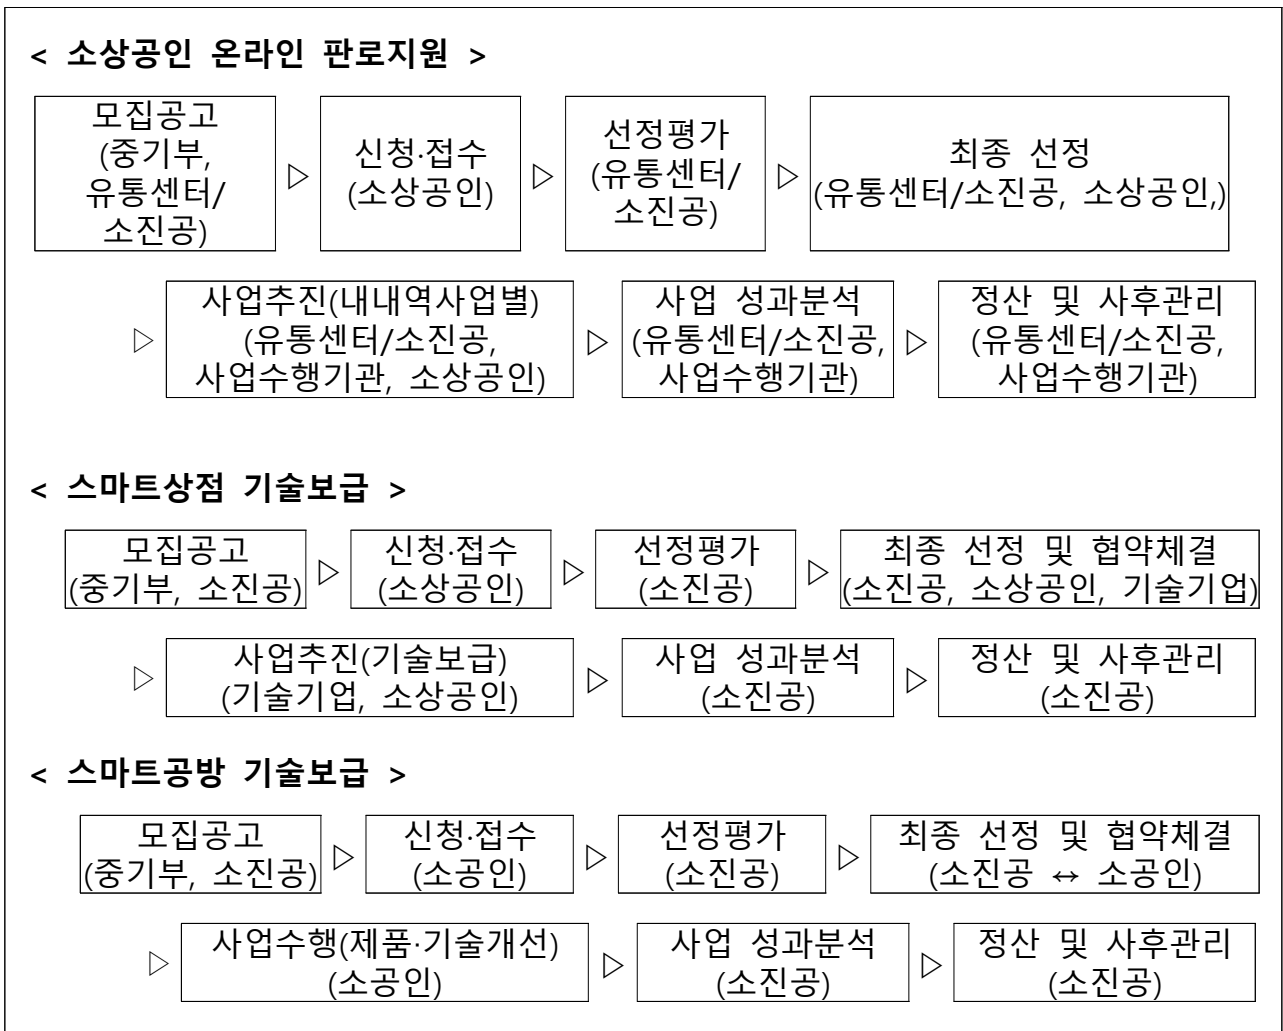 < 소상공인 온라인 판로지원 >
모집공고
(중기부,
유통센터/
소진공)
▷
신청·접수
(소상공인)
▷
선정평가
(유통센터/
소진공)
▷
최종 선정
(유통센터/소진공, 소상공인,)
▷
사업추진(내내역사업별)
(유통센터/소진공,
사업수행기관, 소상공인)
▷
사업 성과분석
(유통센터/소진공,
사업수행기관)
▷
정산 및 사후관리
(유통센터/소진공,
사업수행기관)
< 스마트상점 기술보급 >
모집공고
(중기부, 소진공)
▷
신청·접수
(소상공인)
▷
선정평가
(소진공)
▷
최종 선정 및 협약체결
(소진공, 소상공인, 기술기업)
▷
사업추진(기술보급)
(기술기업, 소상공인)
▷
사업 성과분석
(소진공)
▷
정산 및 사후관리
(소진공)
< 스마트공방 기술보급 >
모집공고
(중기부, 소진공)
▷
신청·접수
(소공인)
▷
선정평가
(소진공)
▷
최종 선정 및 협약체결
(소진공 ↔ 소공인)
▷
사업수행(제품·기술개선)
(소공인)
▷
사업 성과분석
(소진공)
▷
정산 및 사후관리
(소진공)